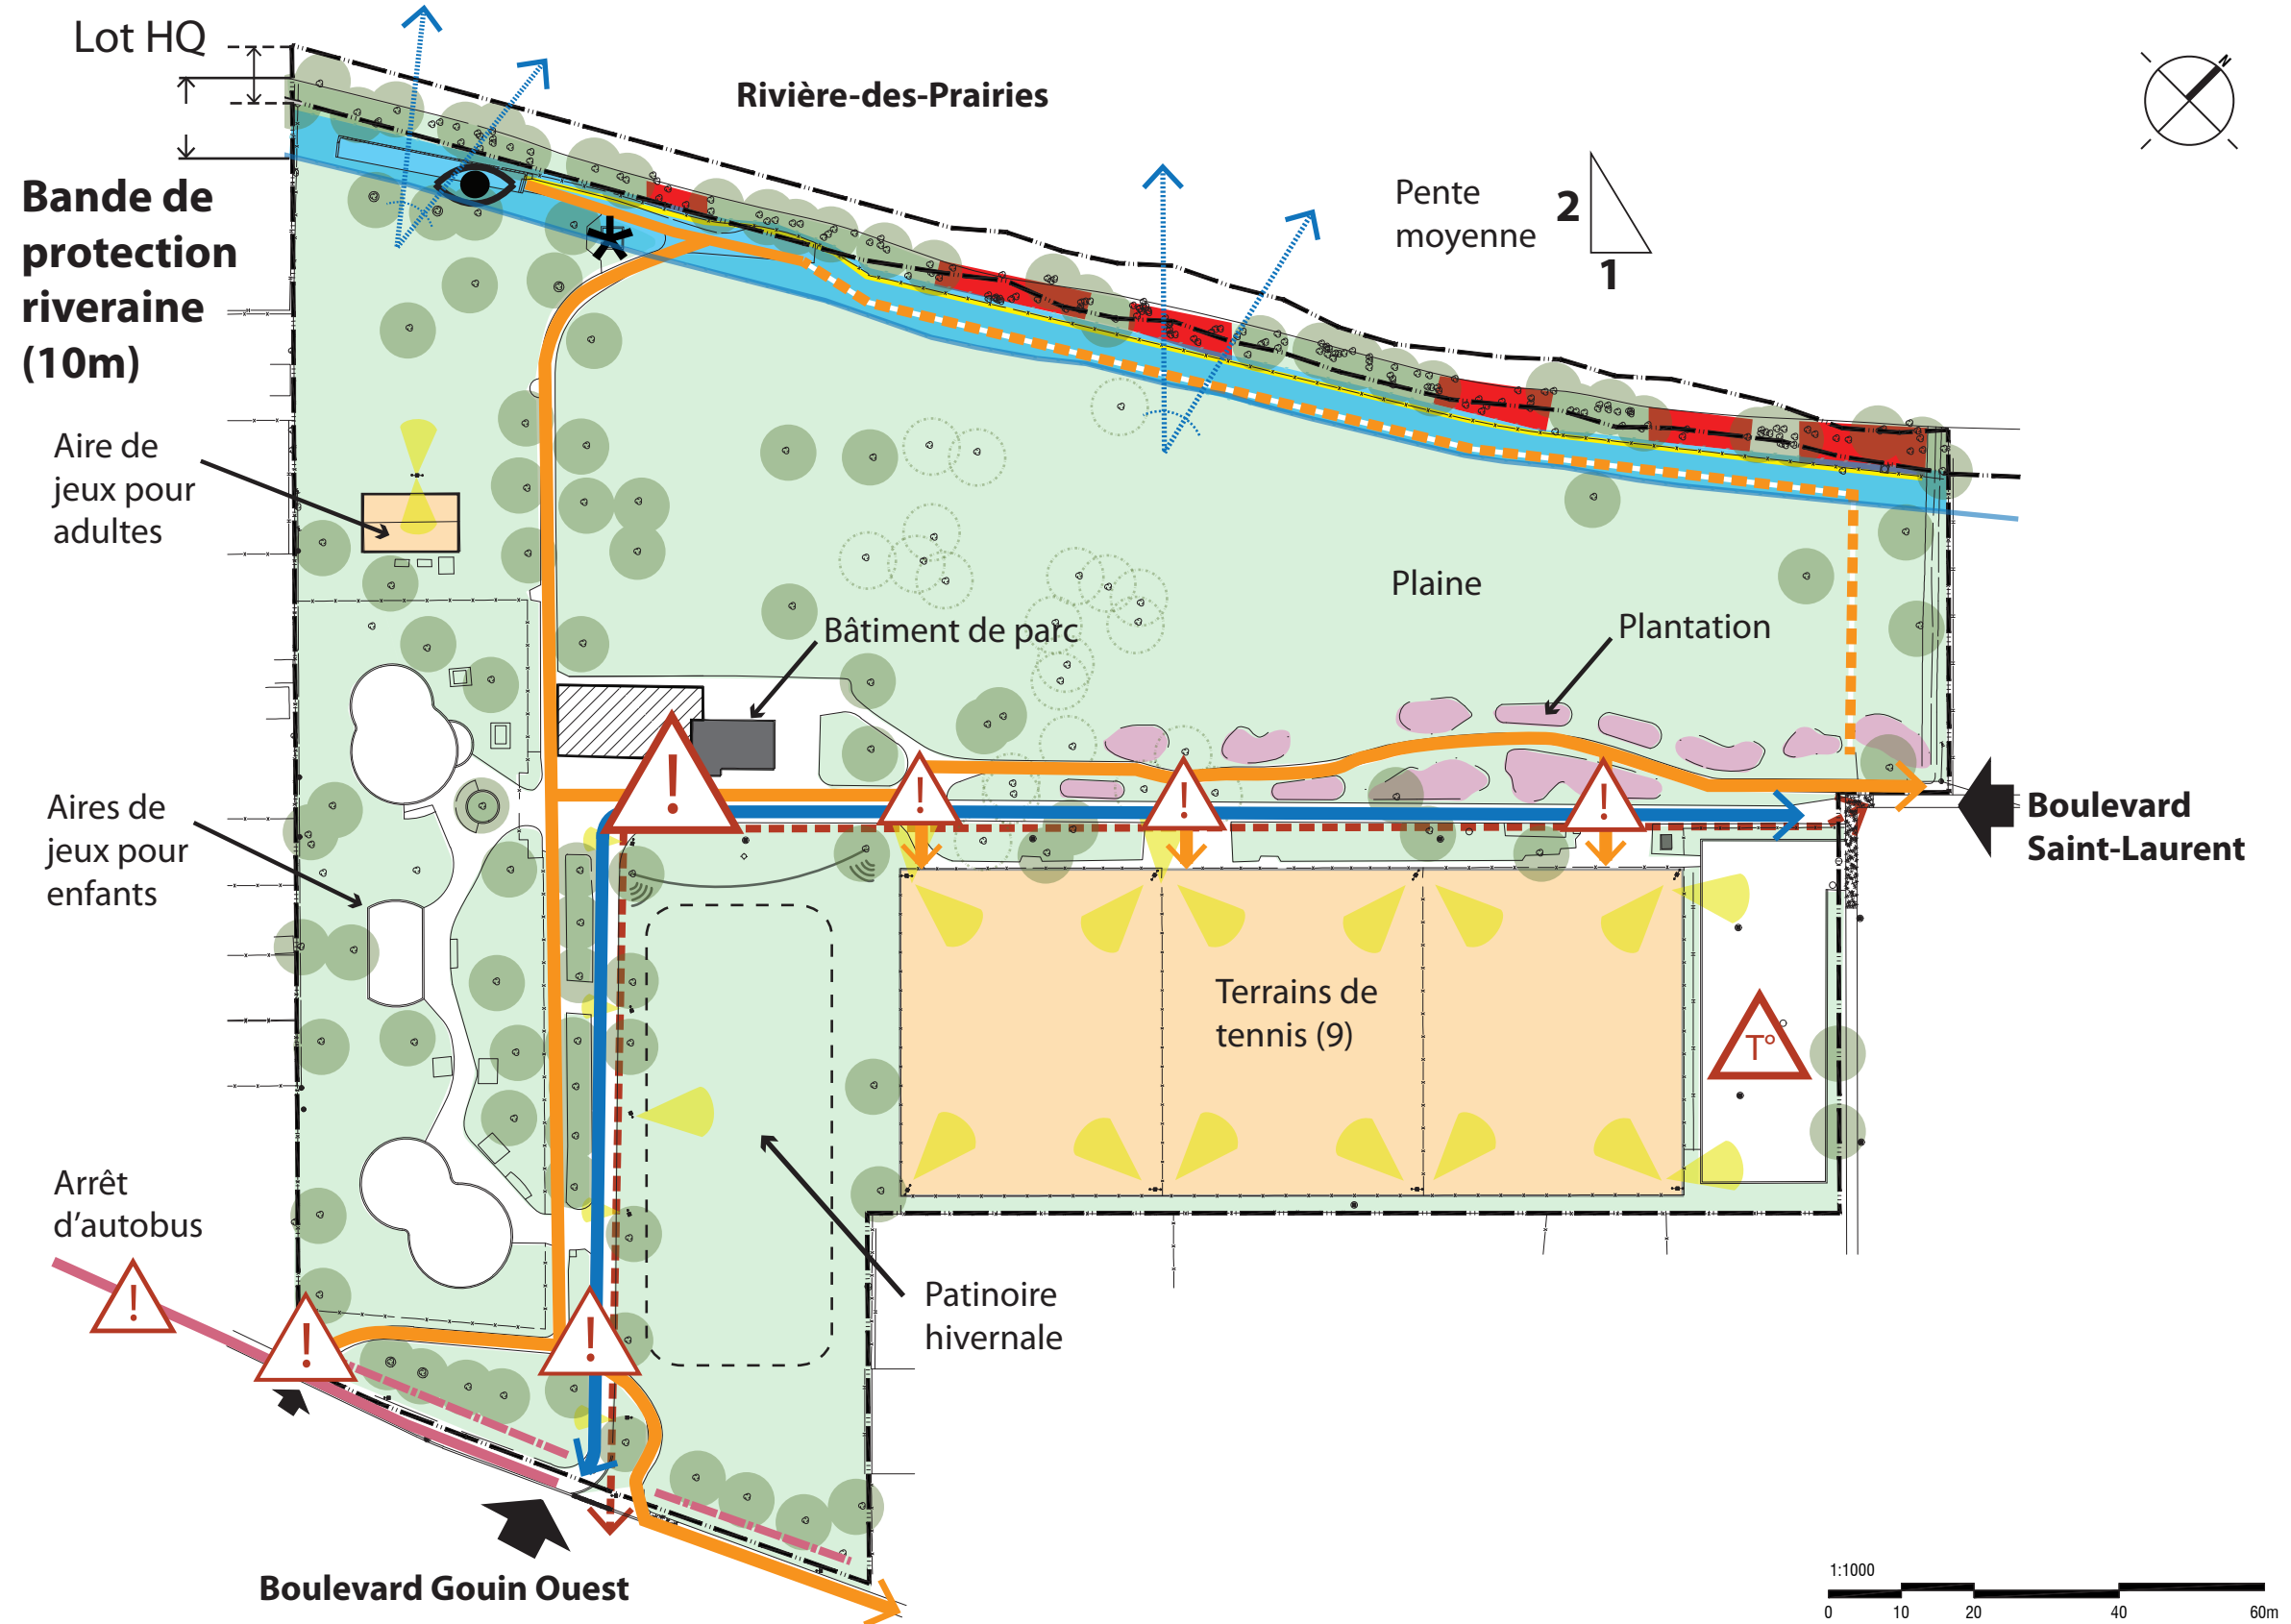 Lot HQ
Rivière-des-Prairies
N
Bande de
protection
riveraine
(10m)
Pente
moyenne
2
1
Aire de
jeux pour
adultes
Plaine
Bâtiment de parc
Plantation
!
!
!
!
Aires de
jeux pour
enfants
Boulevard
Saint-Laurent
Terrains de
tennis (9)
T°
Arrêt
d'autobus
!
!
!
Patinoire
hivernale
Boulevard Gouin Ouest
1:1000
0 10 20 40 60m